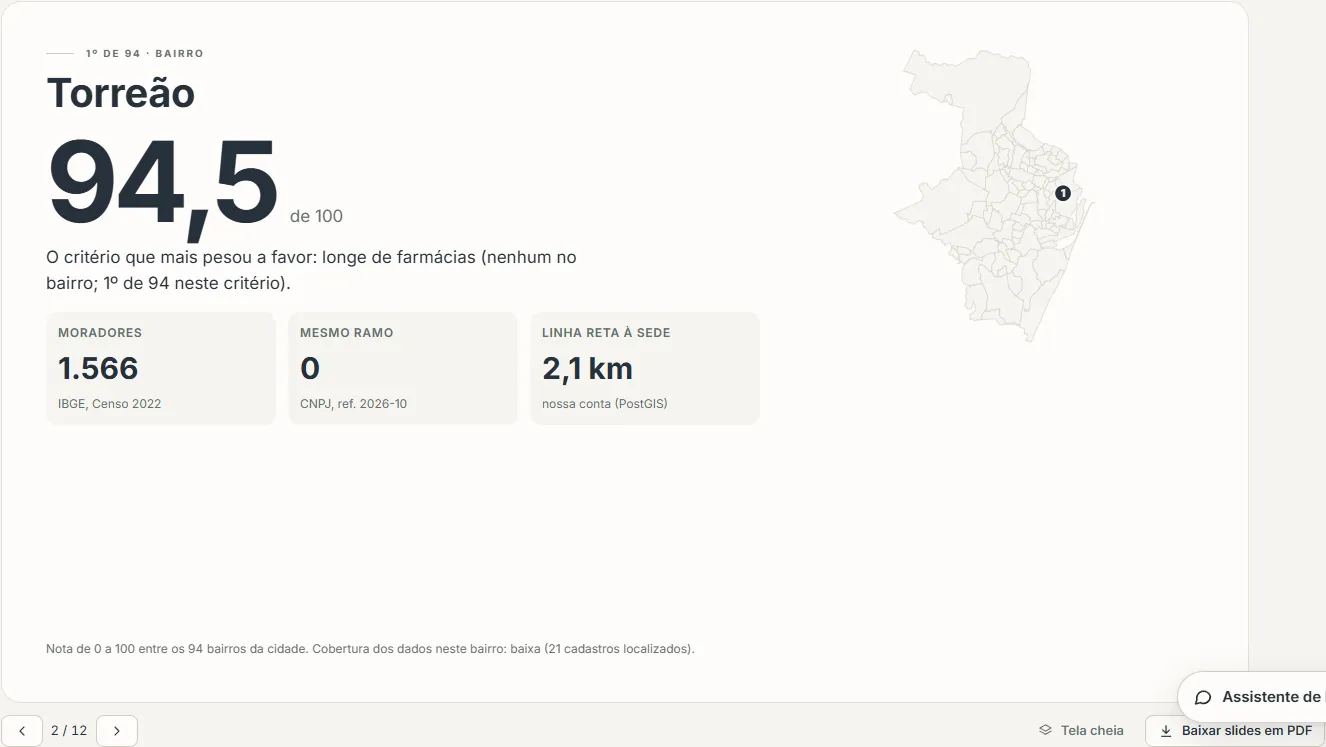 1º DE 94 · BAIRRO
Torreão
94,5 de 100
O critério que mais pesou a favor: longe de farmácias (nenhum no
bairro; 1º de 94 neste critério).
MORADORES
1.566
IBGE, Censo 2022
MESMO RAMO
0
CNPJ, ref. 2026-10
LINHA RETA À SEDE
2,1 km
nossa conta (PostGIS)
1
Nota de 0 a 100 entre os 94 bairros da cidade. Cobertura dos dados neste bairro: baixa (21 cadastros localizados).
Assistente de
2 / 12
Tela cheia
Baixar slides em PDF